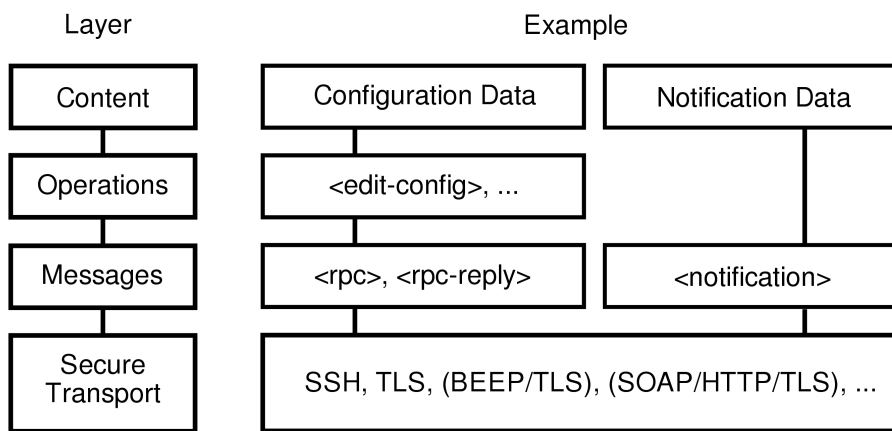 Layer Example
Content Configuration Data Notification Data
Operations <edit-config>, ...
Messages <rpc>, <rpc-reply> <notification>
Secure
Transport SSH, TLS, (BEEP/TLS), (SOAP/HTTP/TLS), ...